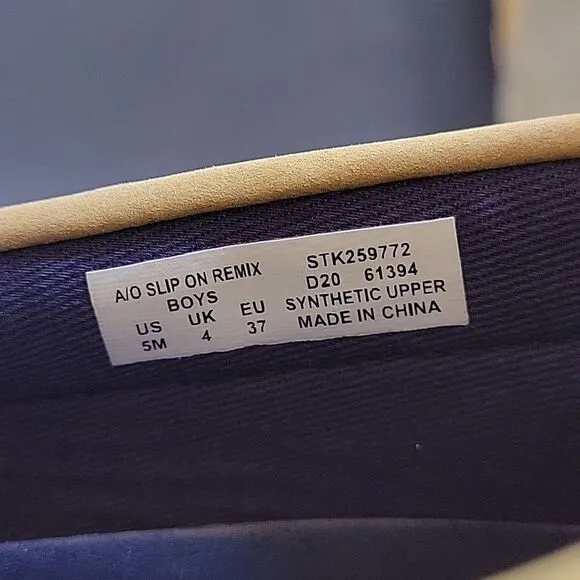 A/O SLIP ON REMIX
BOYS
US UK EU
5M 4 37
STK259772
D20 61394
SYNTHETIC UPPER
MADE IN CHINA